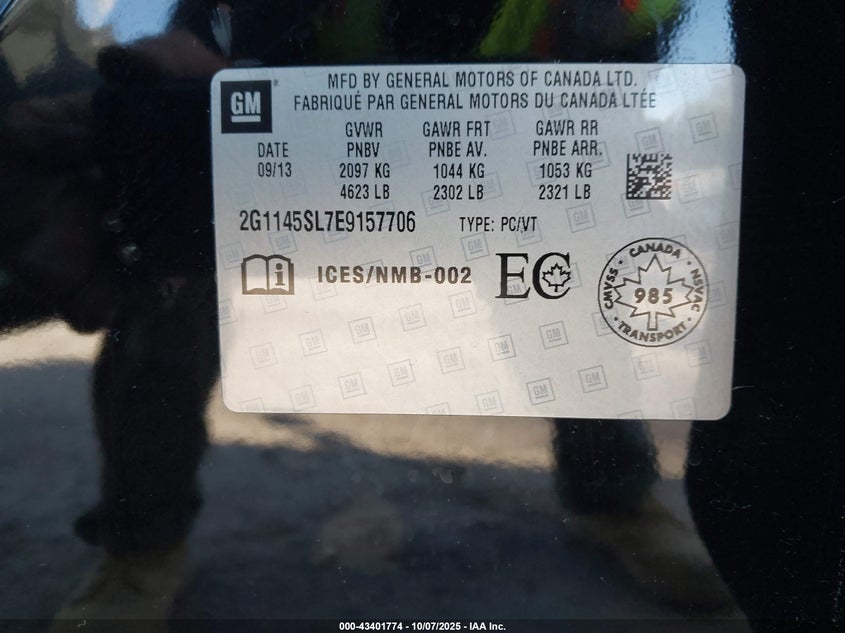 GM
MFD BY GENERAL MOTORS OF CANADA LTD.
FABRIQUÉ PAR GENERAL MOTORS DU CANADA LTÉE
GVWR GAWR FRT GAWR RR
DATE PNBV PNBE AV. PNBE ARR.
09/13 2097 KG 1044 KG 1053 KG
4623 LB 2302 LB 2321 LB
2G1145SL7E9157706 TYPE: PC/VT
i ICES/NMB-002 EC
CMVSS · CANADA · NSVAC
985
· TRANSPORT ·
000-43401774 - 10/07/2025 - IAA Inc.